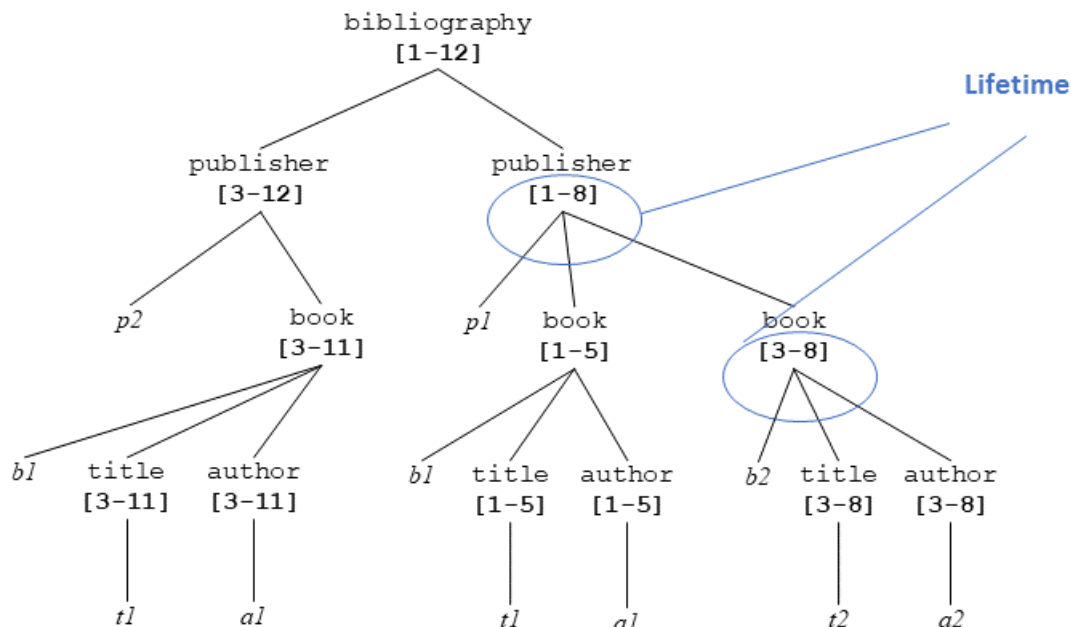 bibliography
[1-12]
Lifetime
publisher publisher
[3-12] [1-8]
p2 book p1 book book
[3-11] [1-5] [3-8]
b1 title author b1 title author b2 title author
[3-11] [3-11] [1-5] [1-5] [3-8] [3-8]
t1 a1 t1 a1 t2 a2